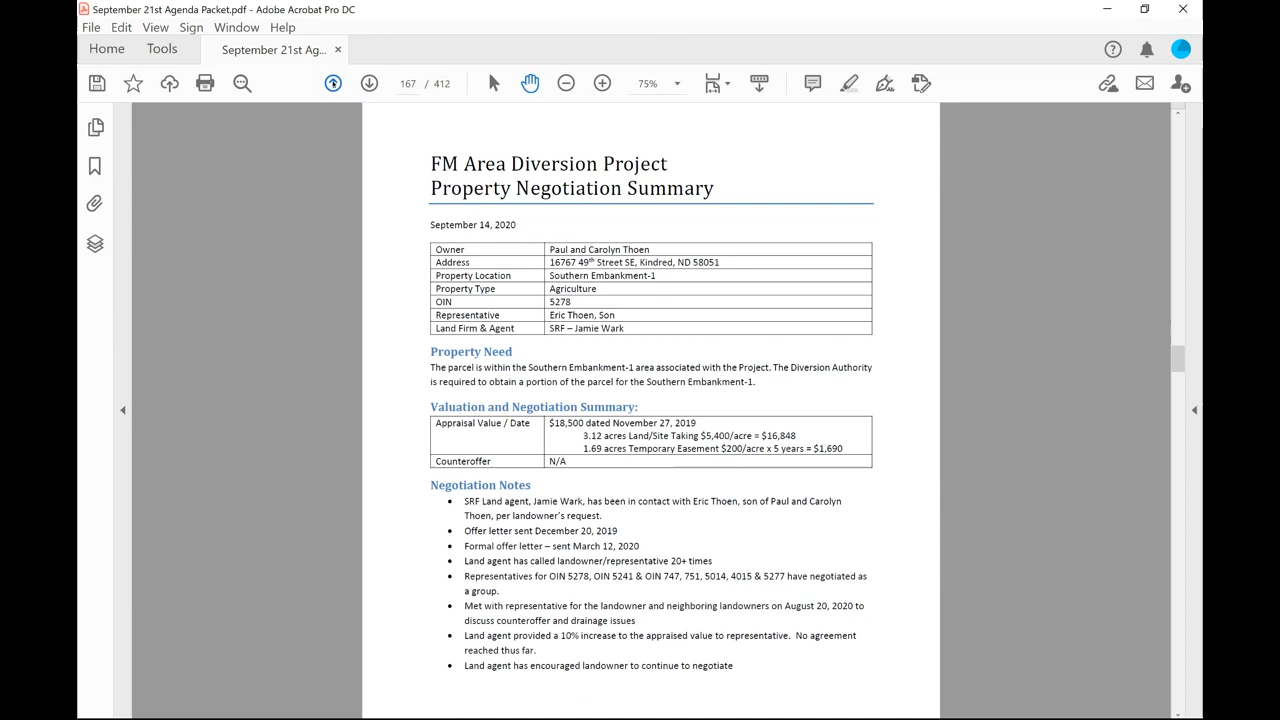 September 21st Agenda Packet.pdf - Adobe Acrobat Pro DC
File Edit View Sign Window Help
Home Tools September 21st Ag... ×
167 / 412 75%
FM Area Diversion Project
Property Negotiation Summary
September 14, 2020
Owner Paul and Carolyn Thoen
Address 16767 49th Street SE, Kindred, ND 58051
Property Location Southern Embankment-1
Property Type Agriculture
OIN 5278
Representative Eric Thoen, Son
Land Firm & Agent SRF – Jamie Wark
Property Need
The parcel is within the Southern Embankment-1 area associated with the Project. The Diversion Authority
is required to obtain a portion of the parcel for the Southern Embankment-1.
Valuation and Negotiation Summary:
Appraisal Value / Date $18,500 dated November 27, 2019
3.12 acres Land/Site Taking $5,400/acre = $16,848
1.69 acres Temporary Easement $200/acre x 5 years = $1,690
Counteroffer N/A
Negotiation Notes
• SRF Land agent, Jamie Wark, has been in contact with Eric Thoen, son of Paul and Carolyn
Thoen, per landowner's request.
• Offer letter sent December 20, 2019
• Formal offer letter – sent March 12, 2020
• Land agent has called landowner/representative 20+ times
• Representatives for OIN 5278, OIN 5241 & OIN 747, 751, 5014, 4015 & 5277 have negotiated as
a group.
• Met with representative for the landowner and neighboring landowners on August 20, 2020 to
discuss counteroffer and drainage issues
• Land agent provided a 10% increase to the appraised value to representative. No agreement
reached thus far.
• Land agent has encouraged landowner to continue to negotiate